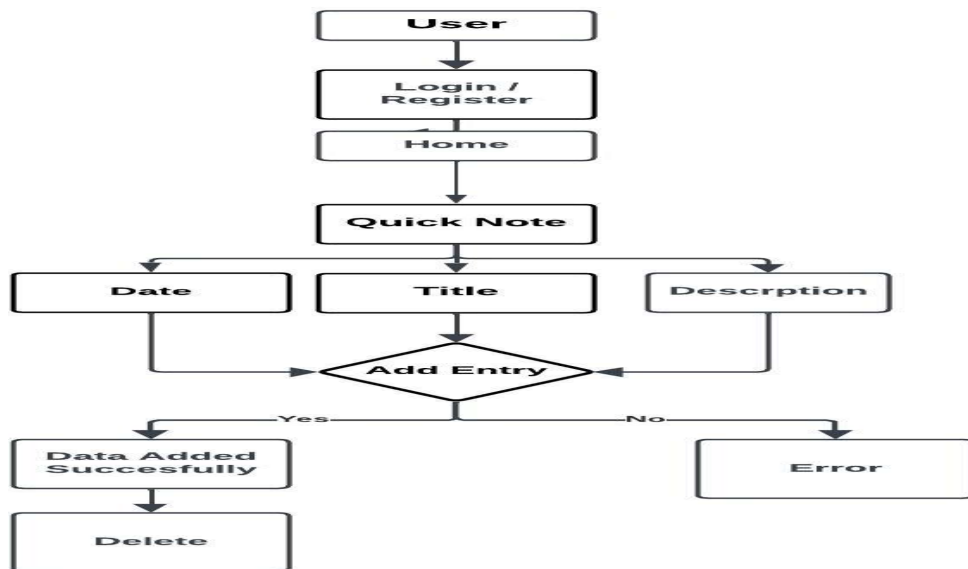 User
Login /
Register
Home
Quick Note
Date
Title
Descrption
Add Entry
Yes
No
Data Added
Succesfully
Error
Delete